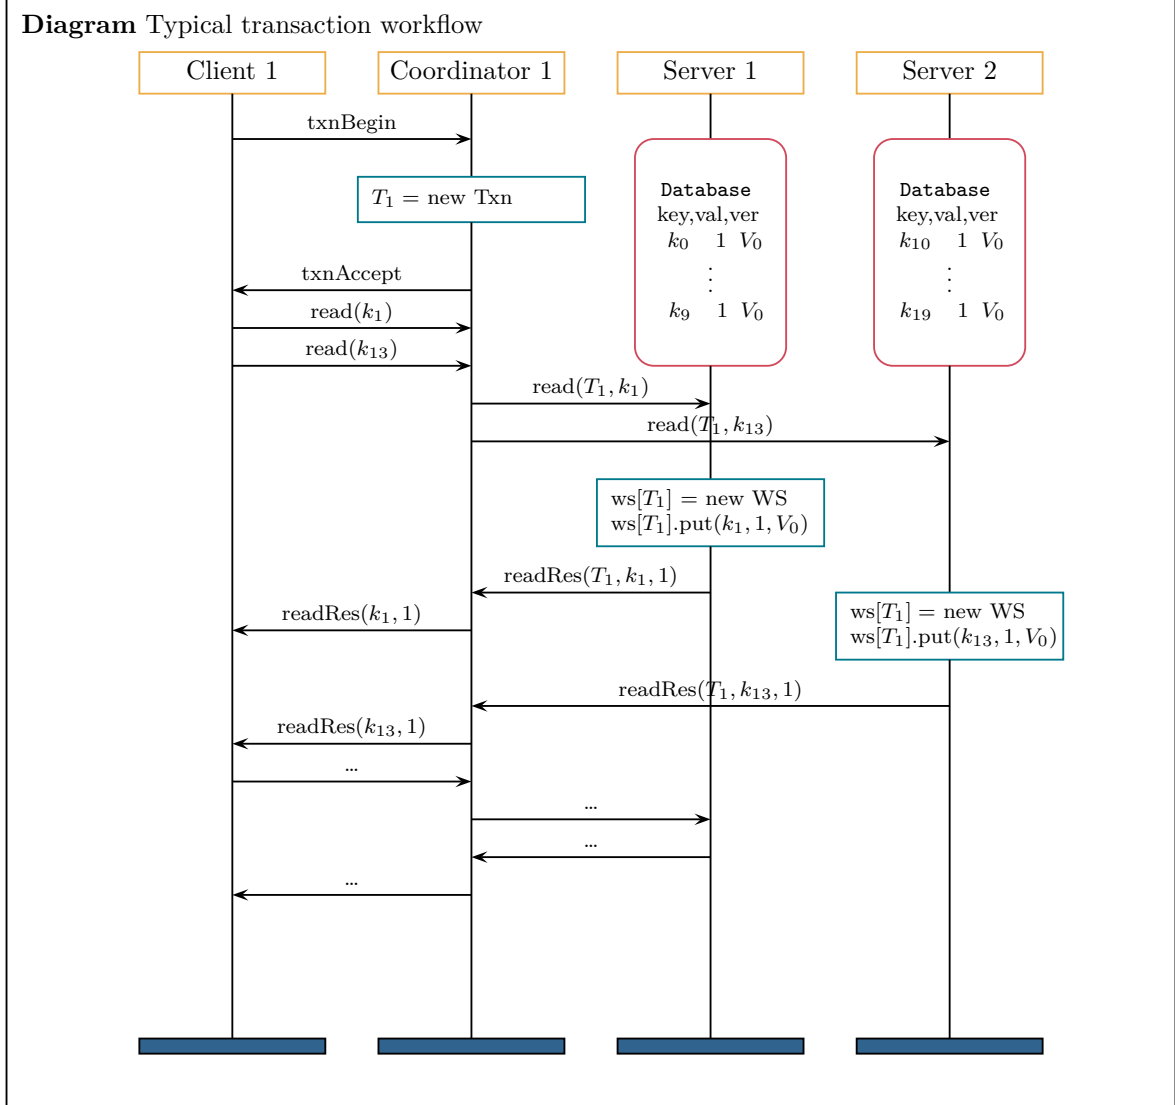 Diagram Typical transaction workflow
Client 1
Coordinator 1
Server 1
Server 2
txnBegin
T₁ = new Txn
Database
key,val,ver
k₀ 1 V₀
⋮
k₉ 1 V₀
Database
key,val,ver
k₁₀ 1 V₀
⋮
k₁₉ 1 V₀
txnAccept
read(k₁)
read(k₁₃)
read(T₁, k₁)
read(T₁, k₁₃)
ws[T₁] = new WS
ws[T₁].put(k₁, 1, V₀)
readRes(T₁, k₁, 1)
readRes(k₁, 1)
ws[T₁] = new WS
ws[T₁].put(k₁₃, 1, V₀)
readRes(T₁, k₁₃, 1)
readRes(k₁₃, 1)
...
...
...
...